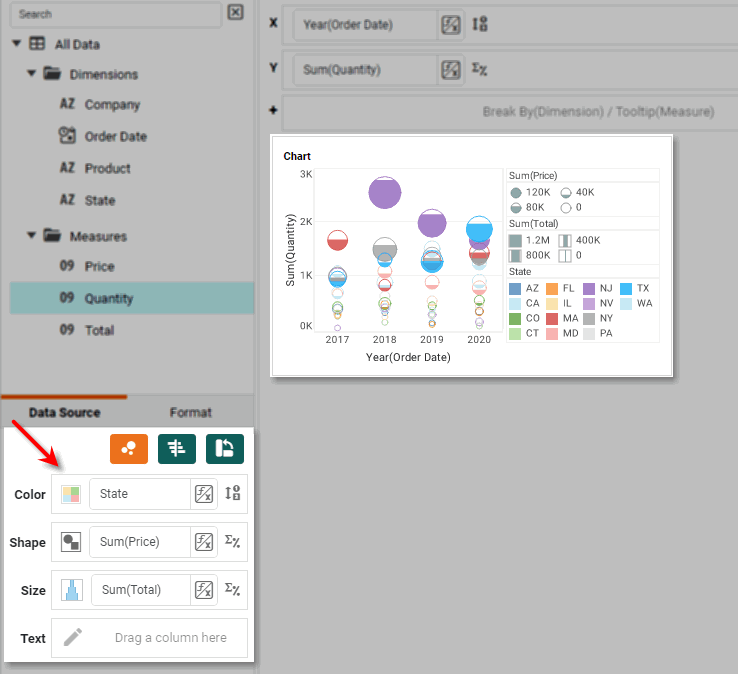 Search
All Data
Dimensions
AZ Company
Order Date
AZ Product
AZ State
Measures
09 Price
09 Quantity
09 Total
Data Source Format
Color State
Shape Sum(Price)
Size Sum(Total)
Text Drag a column here
X Year(Order Date)
Y Sum(Quantity)
+ Break By(Dimension) / Tooltip(Measure)
Chart
3K
2K
1K
0K
Sum(Quantity)
2017 2018 2019 2020
Year(Order Date)
Sum(Price)
120K 40K
80K 0
Sum(Total)
1.2M 400K
800K 0
State
AZ FL NJ TX
CA IL NV WA
CO MA NY
CT MD PA